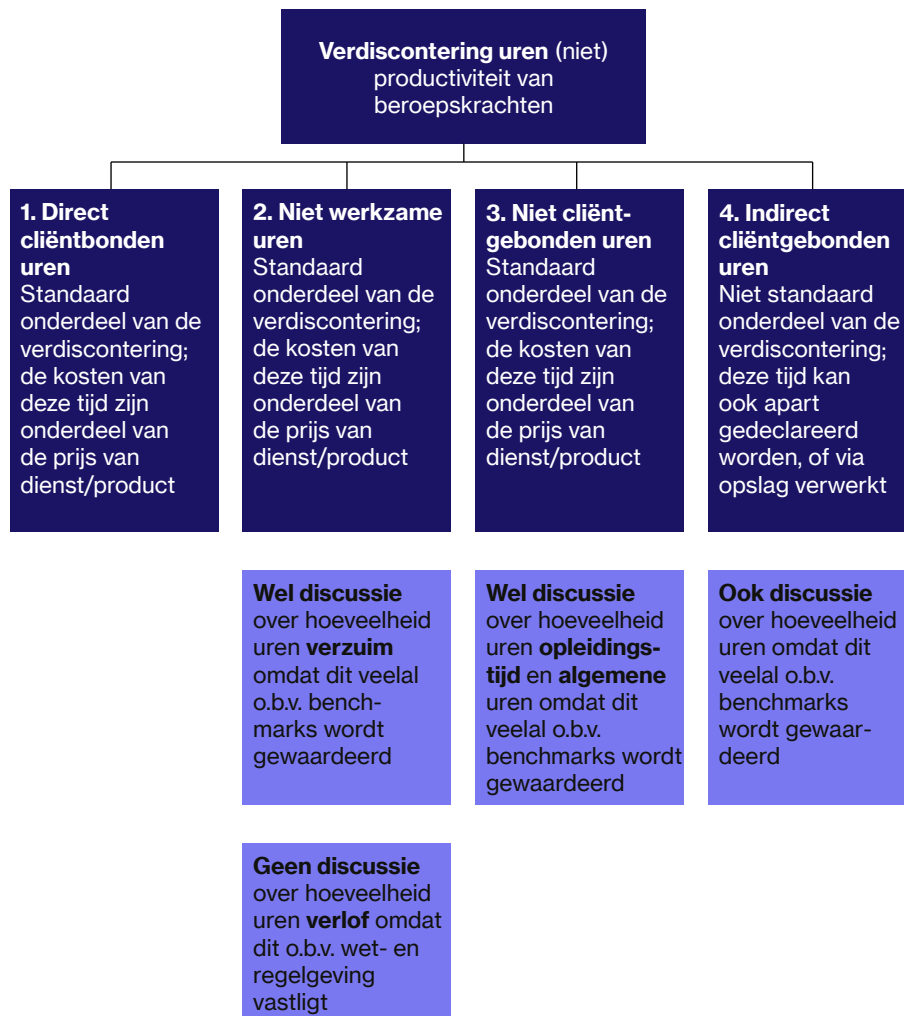 Verdiscontering uren (niet)
productiviteit van
beroepskrachten
1. Direct
cliëntbonden
uren
Standaard
onderdeel van de
verdiscontering;
de kosten van
deze tijd zijn
onderdeel van
de prijs van
dienst/product
2. Niet werkzame
uren
Standaard
onderdeel van de
verdiscontering;
de kosten van
deze tijd zijn
onderdeel van
de prijs van
dienst/product
3. Niet cliënt-
gebonden uren
Standaard
onderdeel van de
verdiscontering;
de kosten van
deze tijd zijn
onderdeel van
de prijs van
dienst/product
4. Indirect
cliëntgebonden
uren
Niet standaard
onderdeel van de
verdiscontering;
deze tijd kan
ook apart
gedeclareerd
worden, of via
opslag verwerkt
Wel discussie
over hoeveelheid
uren verzuim
omdat dit veelal
o.b.v. bench-
marks wordt
gewaardeerd
Wel discussie
over hoeveelheid
uren opleidings-
tijd en algemene
uren omdat dit
veelal o.b.v.
benchmarks wordt
gewaardeerd
Ook discussie
over hoeveelheid
uren omdat dit
veelal o.b.v.
benchmarks
wordt gewaar-
deerd
Geen discussie
over hoeveelheid
uren verlof omdat
dit o.b.v. wet- en
regelgeving
vastligt